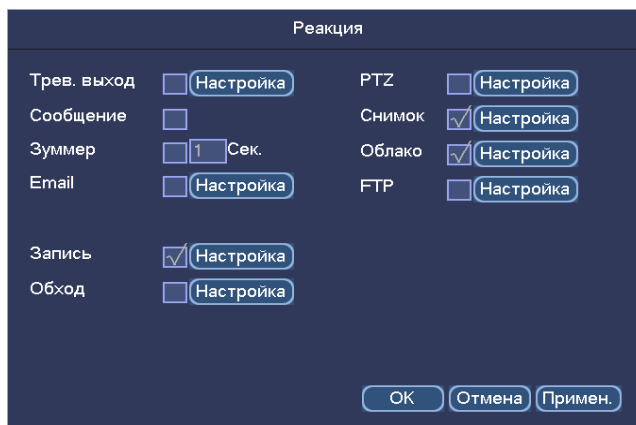 Реакция
Трев. выход Настройка PTZ Настройка
Сообщение Снимок Настройка
Зуммер 1 Сек. Облако Настройка
Email Настройка FTP Настройка
Запись Настройка
Обход Настройка
OK Отмена Примен.